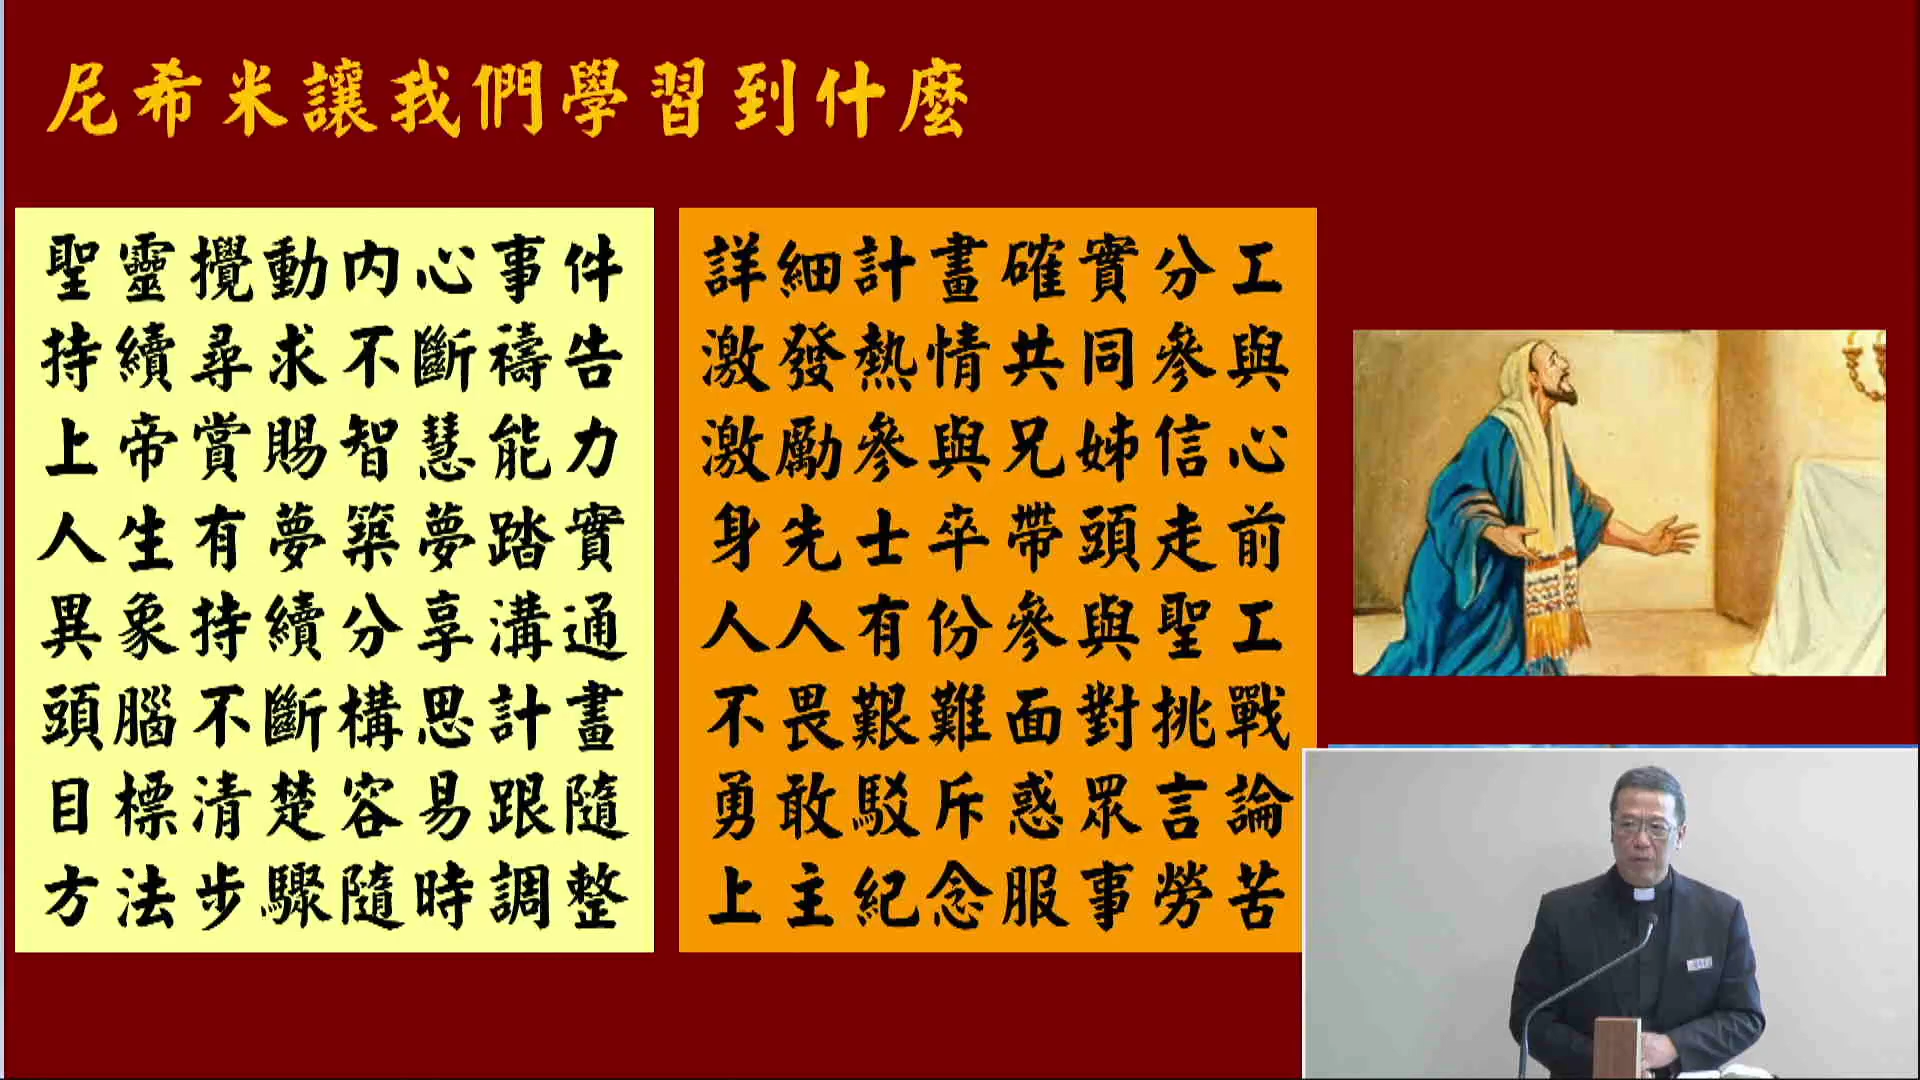 尼希米讓我們學習到什麼
聖靈攪動內心事件
持續尋求不斷禱告
上帝賞賜智慧能力
人生有夢築夢踏實
異象持續分享溝通
頭腦不斷構思計畫
目標清楚容易跟隨
方法步驟隨時調整
詳細計畫確實分工
激發熱情共同參與
激勵參與兄姊信心
身先士卒帶頭走前
人人有份參與聖工
不畏艱難面對挑戰
勇敢駁斥惑眾言論
上主紀念服事勞苦